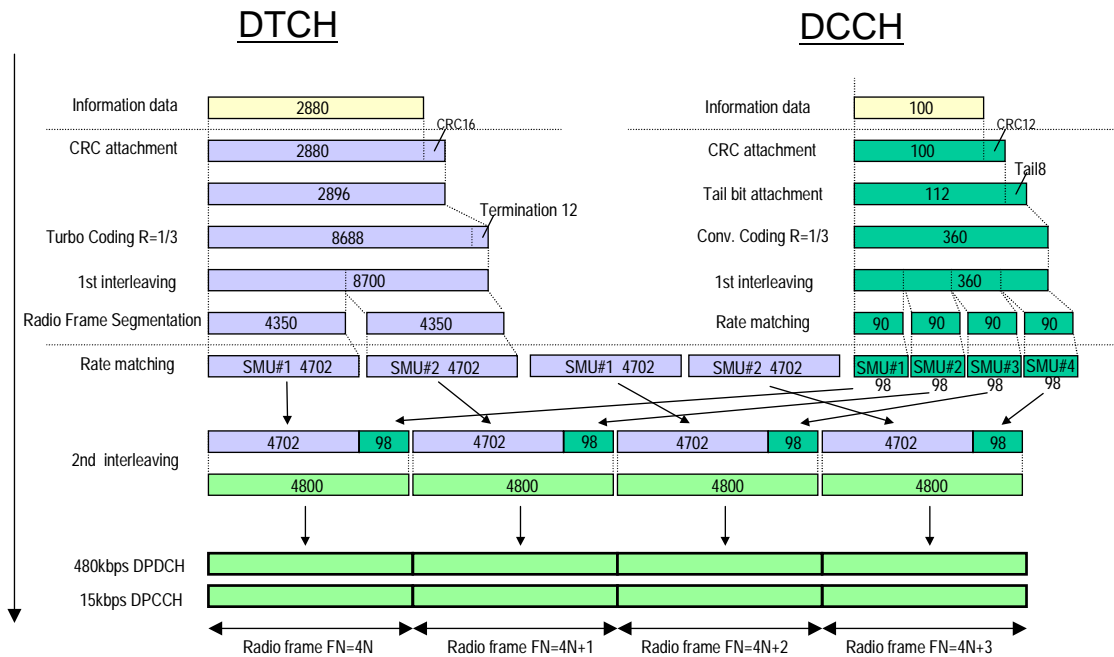 DTCH DCCH
Information data 2880 Information data 100
CRC16 CRC12
CRC attachment 2880 CRC attachment 100
Tail8
2896 Tail bit attachment 112
Termination 12
Turbo Coding R=1/3 8688 Conv. Coding R=1/3 360
1st interleaving 8700 1st interleaving 360
Radio Frame Segmentation 4350 4350 Rate matching 90 90 90 90
Rate matching SMU#1 4702 SMU#2 4702 SMU#1 4702 SMU#2 4702 SMU#1 SMU#2 SMU#3 SMU#4
98 98 98 98
4702 98 4702 98 4702 98 4702 98
2nd interleaving
4800 4800 4800 4800
480kbps DPDCH
15kbps DPCCH
Radio frame FN=4N Radio frame FN=4N+1 Radio frame FN=4N+2 Radio frame FN=4N+3